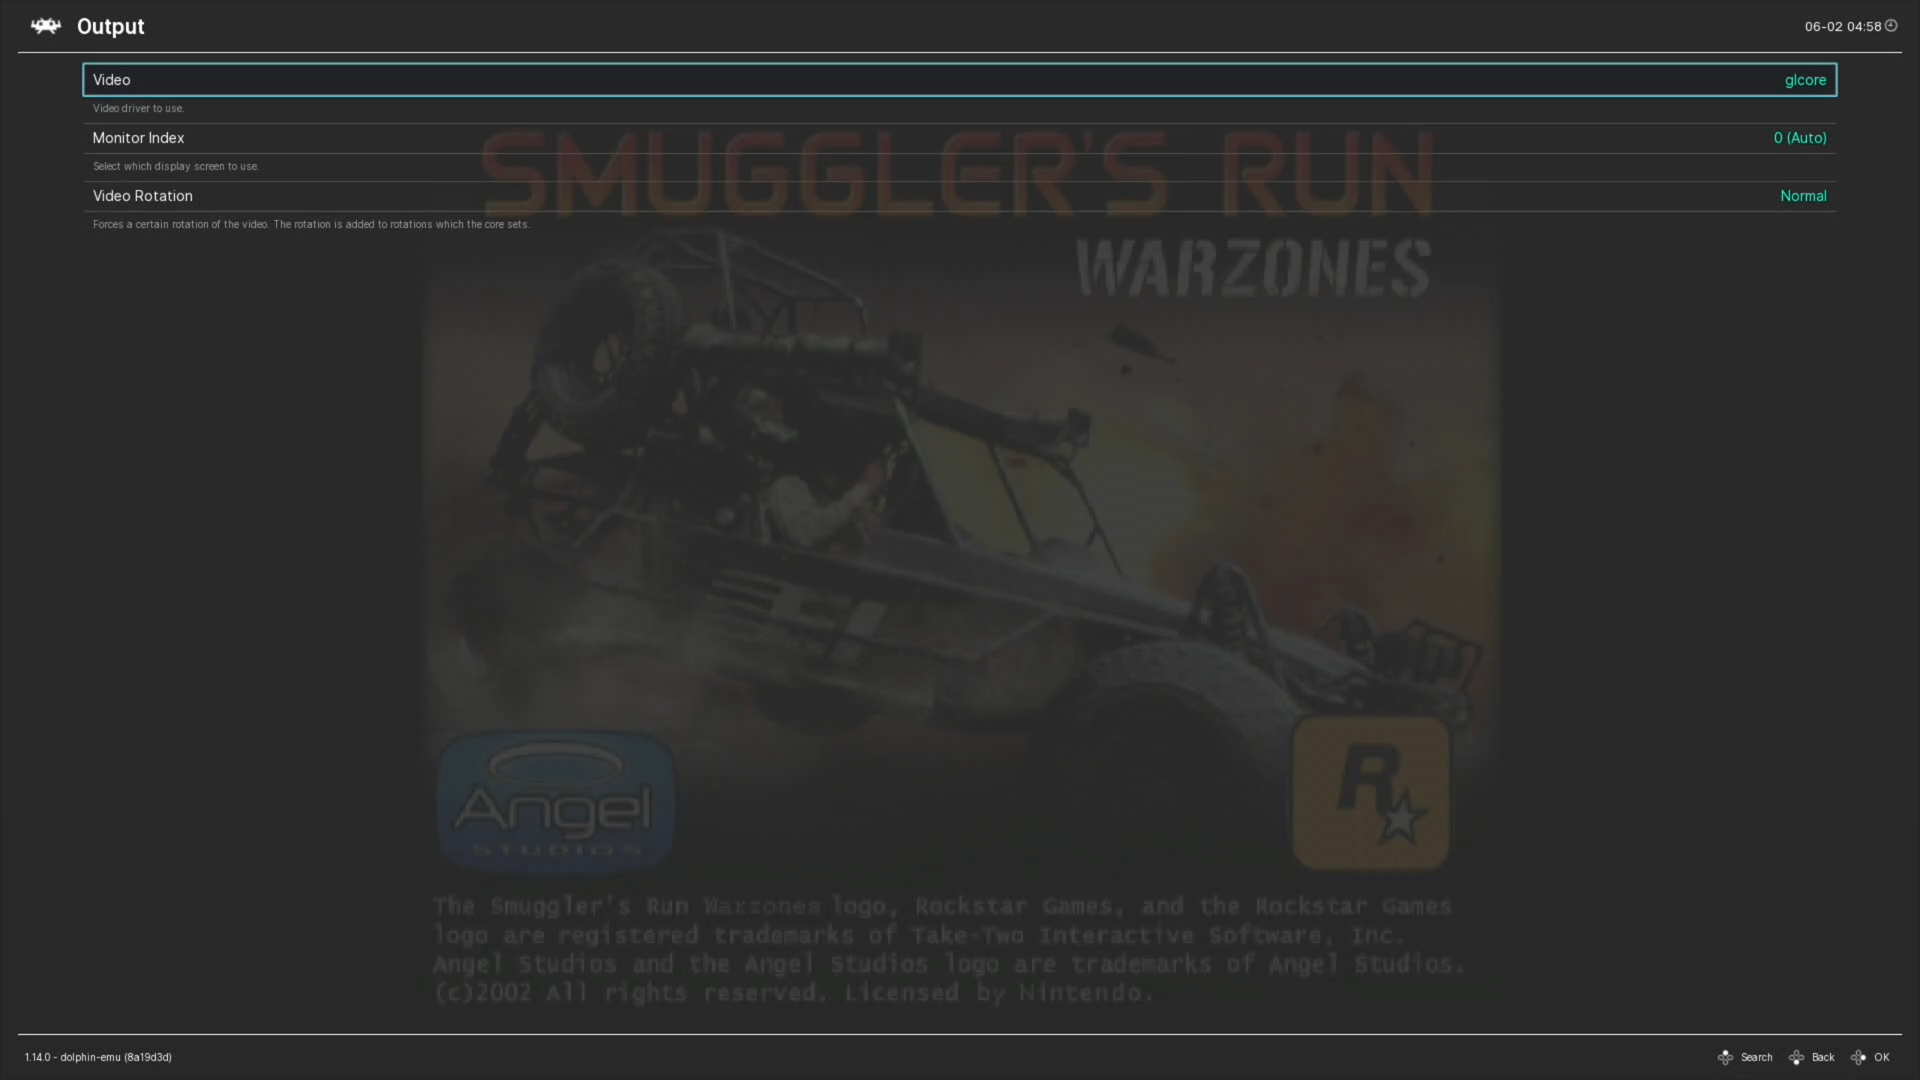 Output
06-02 04:58
Video
glcore
Video driver to use.
Monitor Index
0 (Auto)
Select which display screen to use.
Video Rotation
Normal
Forces a certain rotation of the video. The rotation is added to rotations which the core sets.
SMUGGLER'S RUN
WARZONES
Angel
STUDIOS
R
The Smuggler's Run Warzones logo, Rockstar Games, and the Rockstar Games
logo are registered trademarks of Take-Two Interactive Software, Inc.
Angel Studios and the Angel Studios logo are trademarks of Angel Studios.
(c)2002 All rights reserved. Licensed by Nintendo.
1.14.0 - dolphin-emu (8a19d3d)
Search
Back
OK